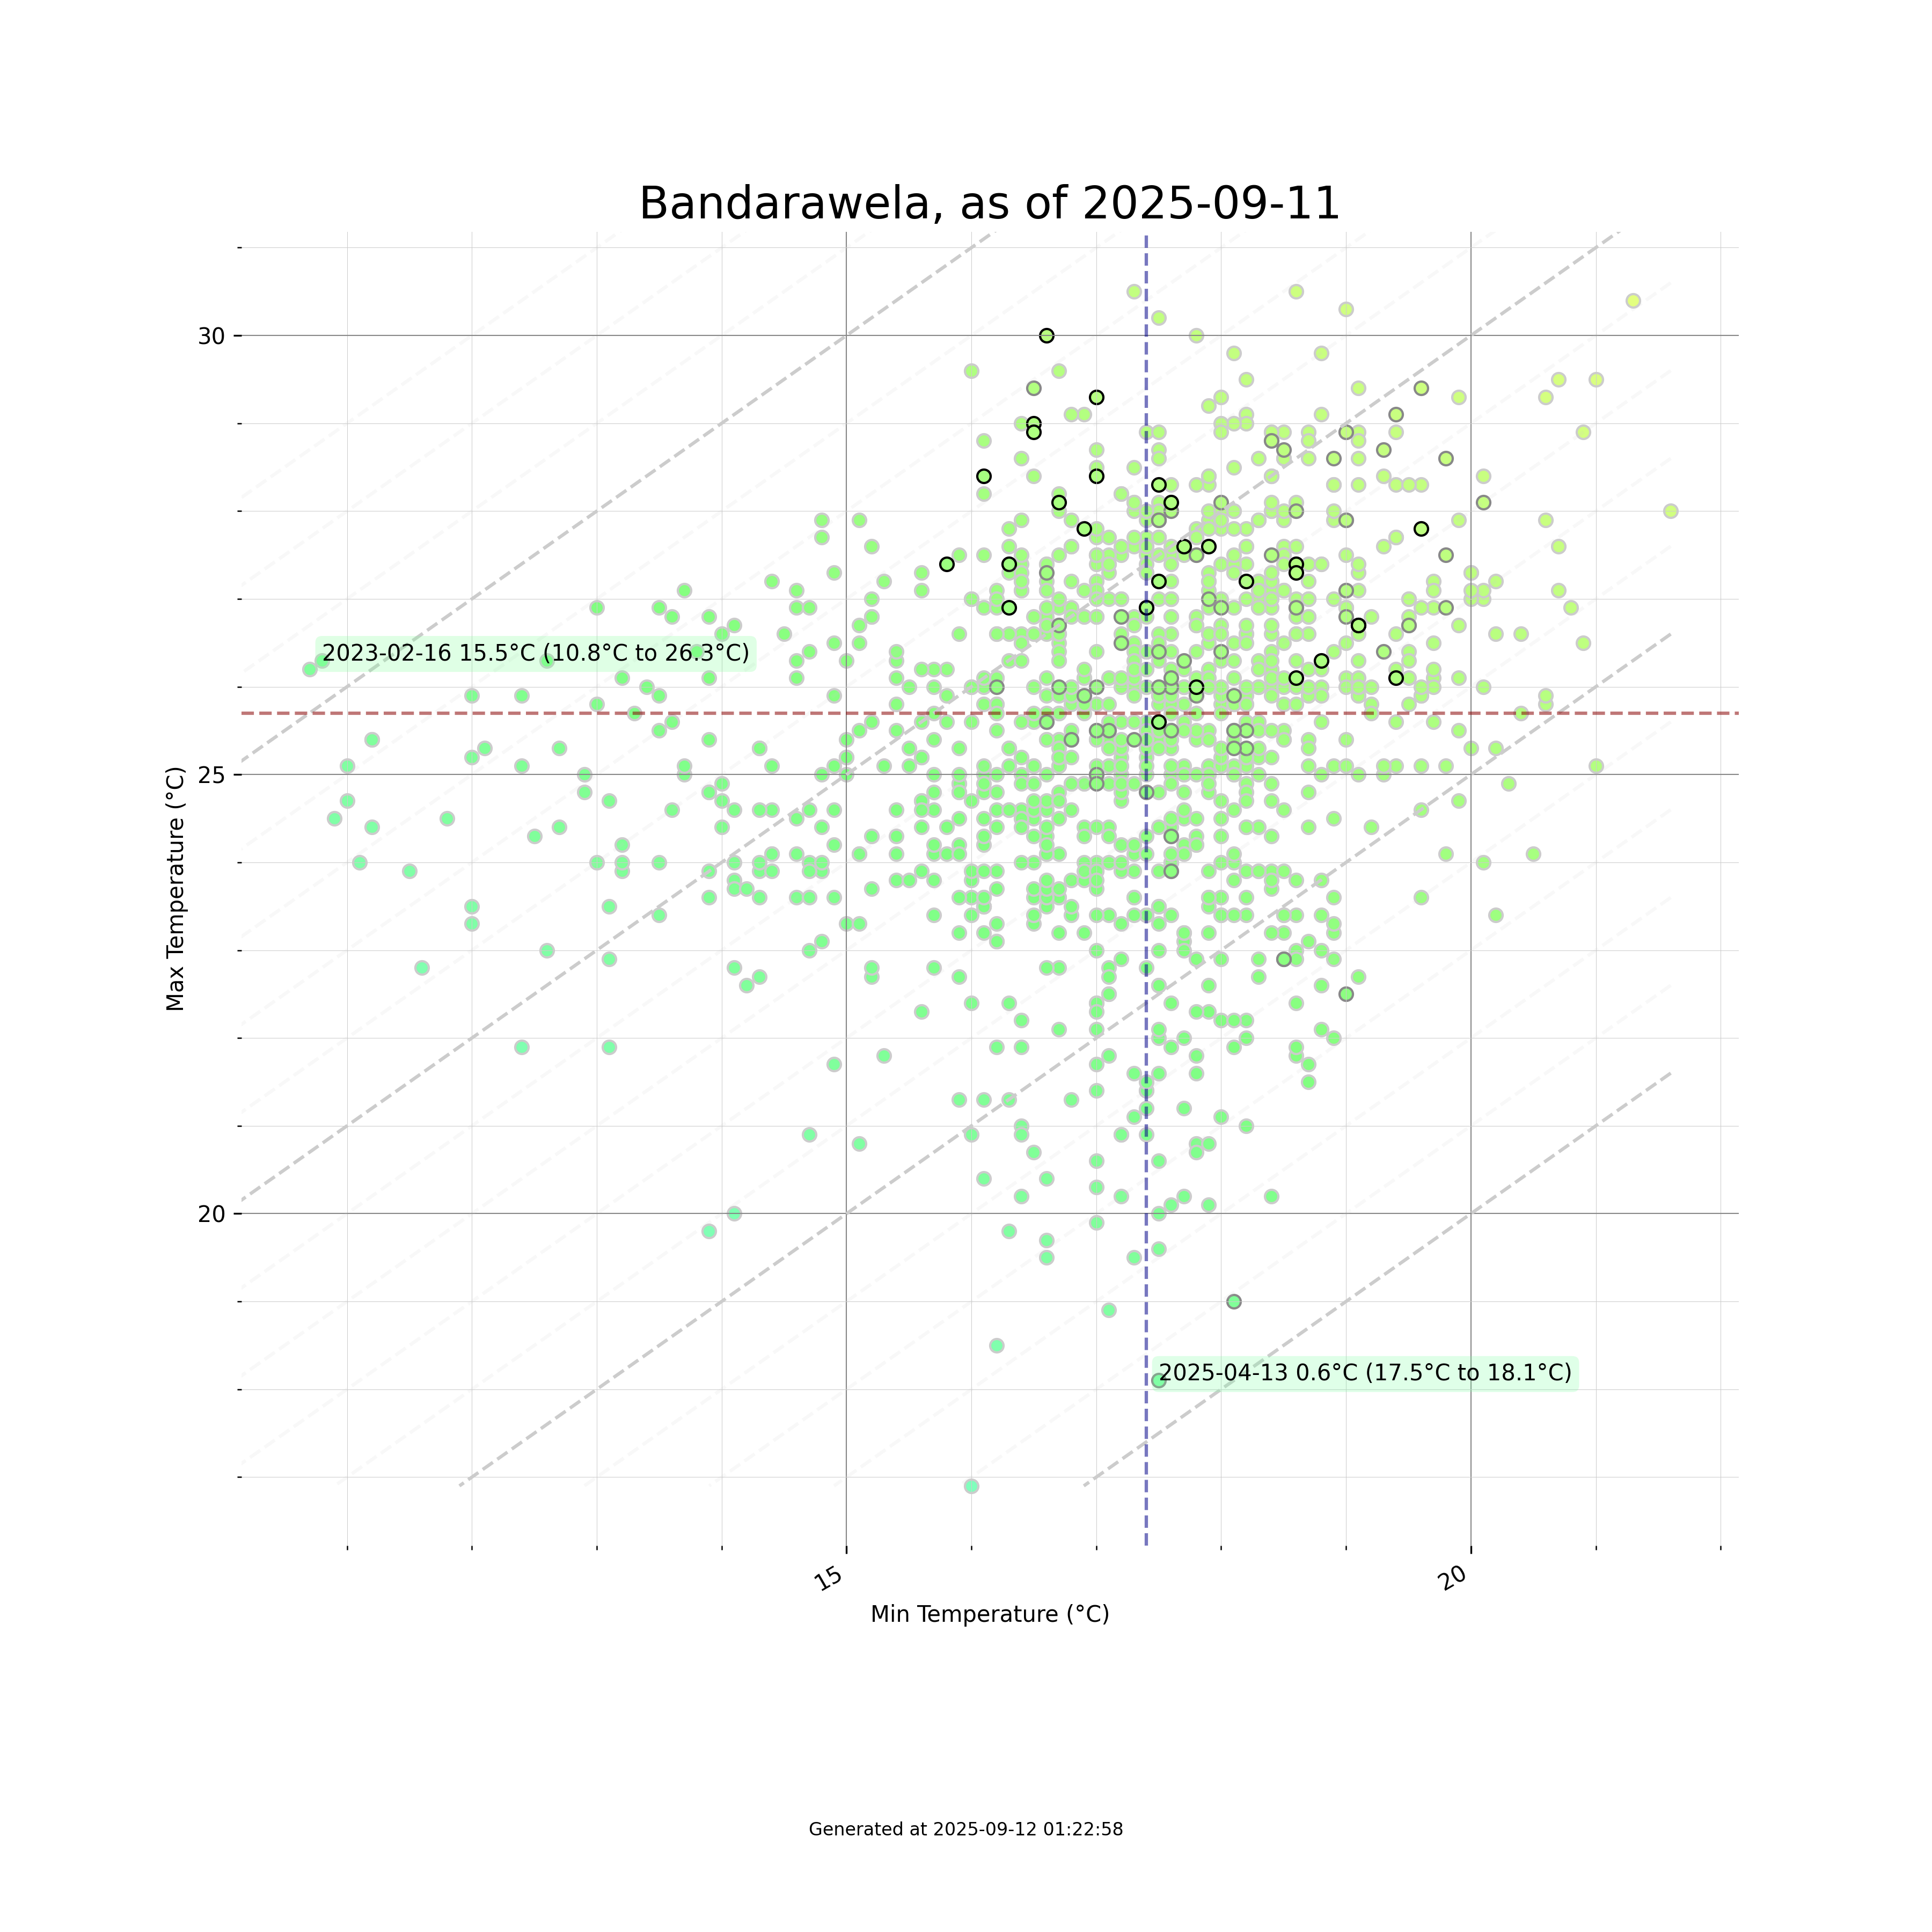 Bandarawela, as of 2025-09-11
30
2023-02-16 15.5°C (10.8°C to 26.3°C)
25
Max Temperature (°C)
20
2025-04-13 0.6°C (17.5°C to 18.1°C)
15
20
Min Temperature (°C)
Generated at 2025-09-12 01:22:58